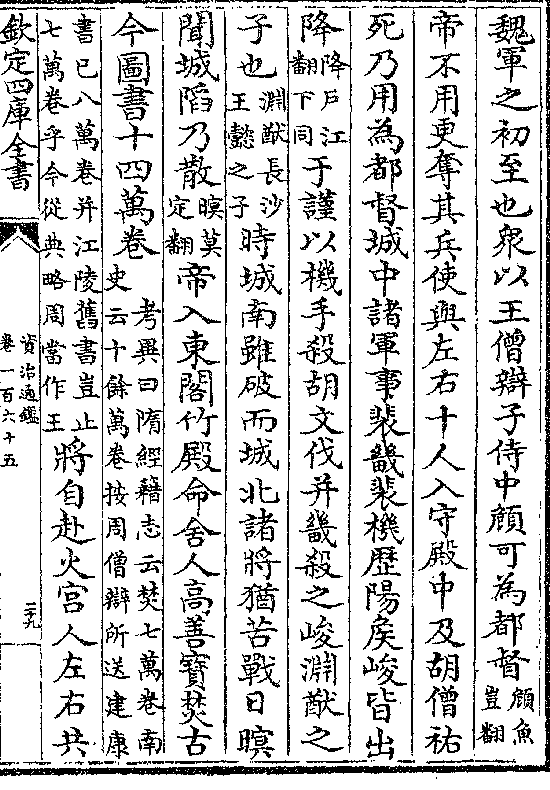 魏軍之初至也衆以王僧辯子侍中顗可為都督顗魚豈翻
帝不用更奪其兵使與左右十人入守殿中及胡僧祐
死乃用為都督城中諸軍事裴畿裴機歴陽侯峻皆出
降降戶江翻下同于謹以機手殺胡文伐并畿殺之峻淵猷之
子也淵猷長沙王懿之子時城南雖破而城北諸將猶苦戰日暝
聞城䧟乃散暝莫定翻帝入東閤竹殿命舍人高善寶焚古
今圖書十四萬卷考異曰隋經籍志云焚七萬卷南史云十餘萬卷按周僧辯所送建康
書已八萬卷并江陵舊書豈止七萬卷乎今從典略周當作王將自赴火宫人左右共
欽定四庫全書
資治通鑑
卷一百六十五
二十九